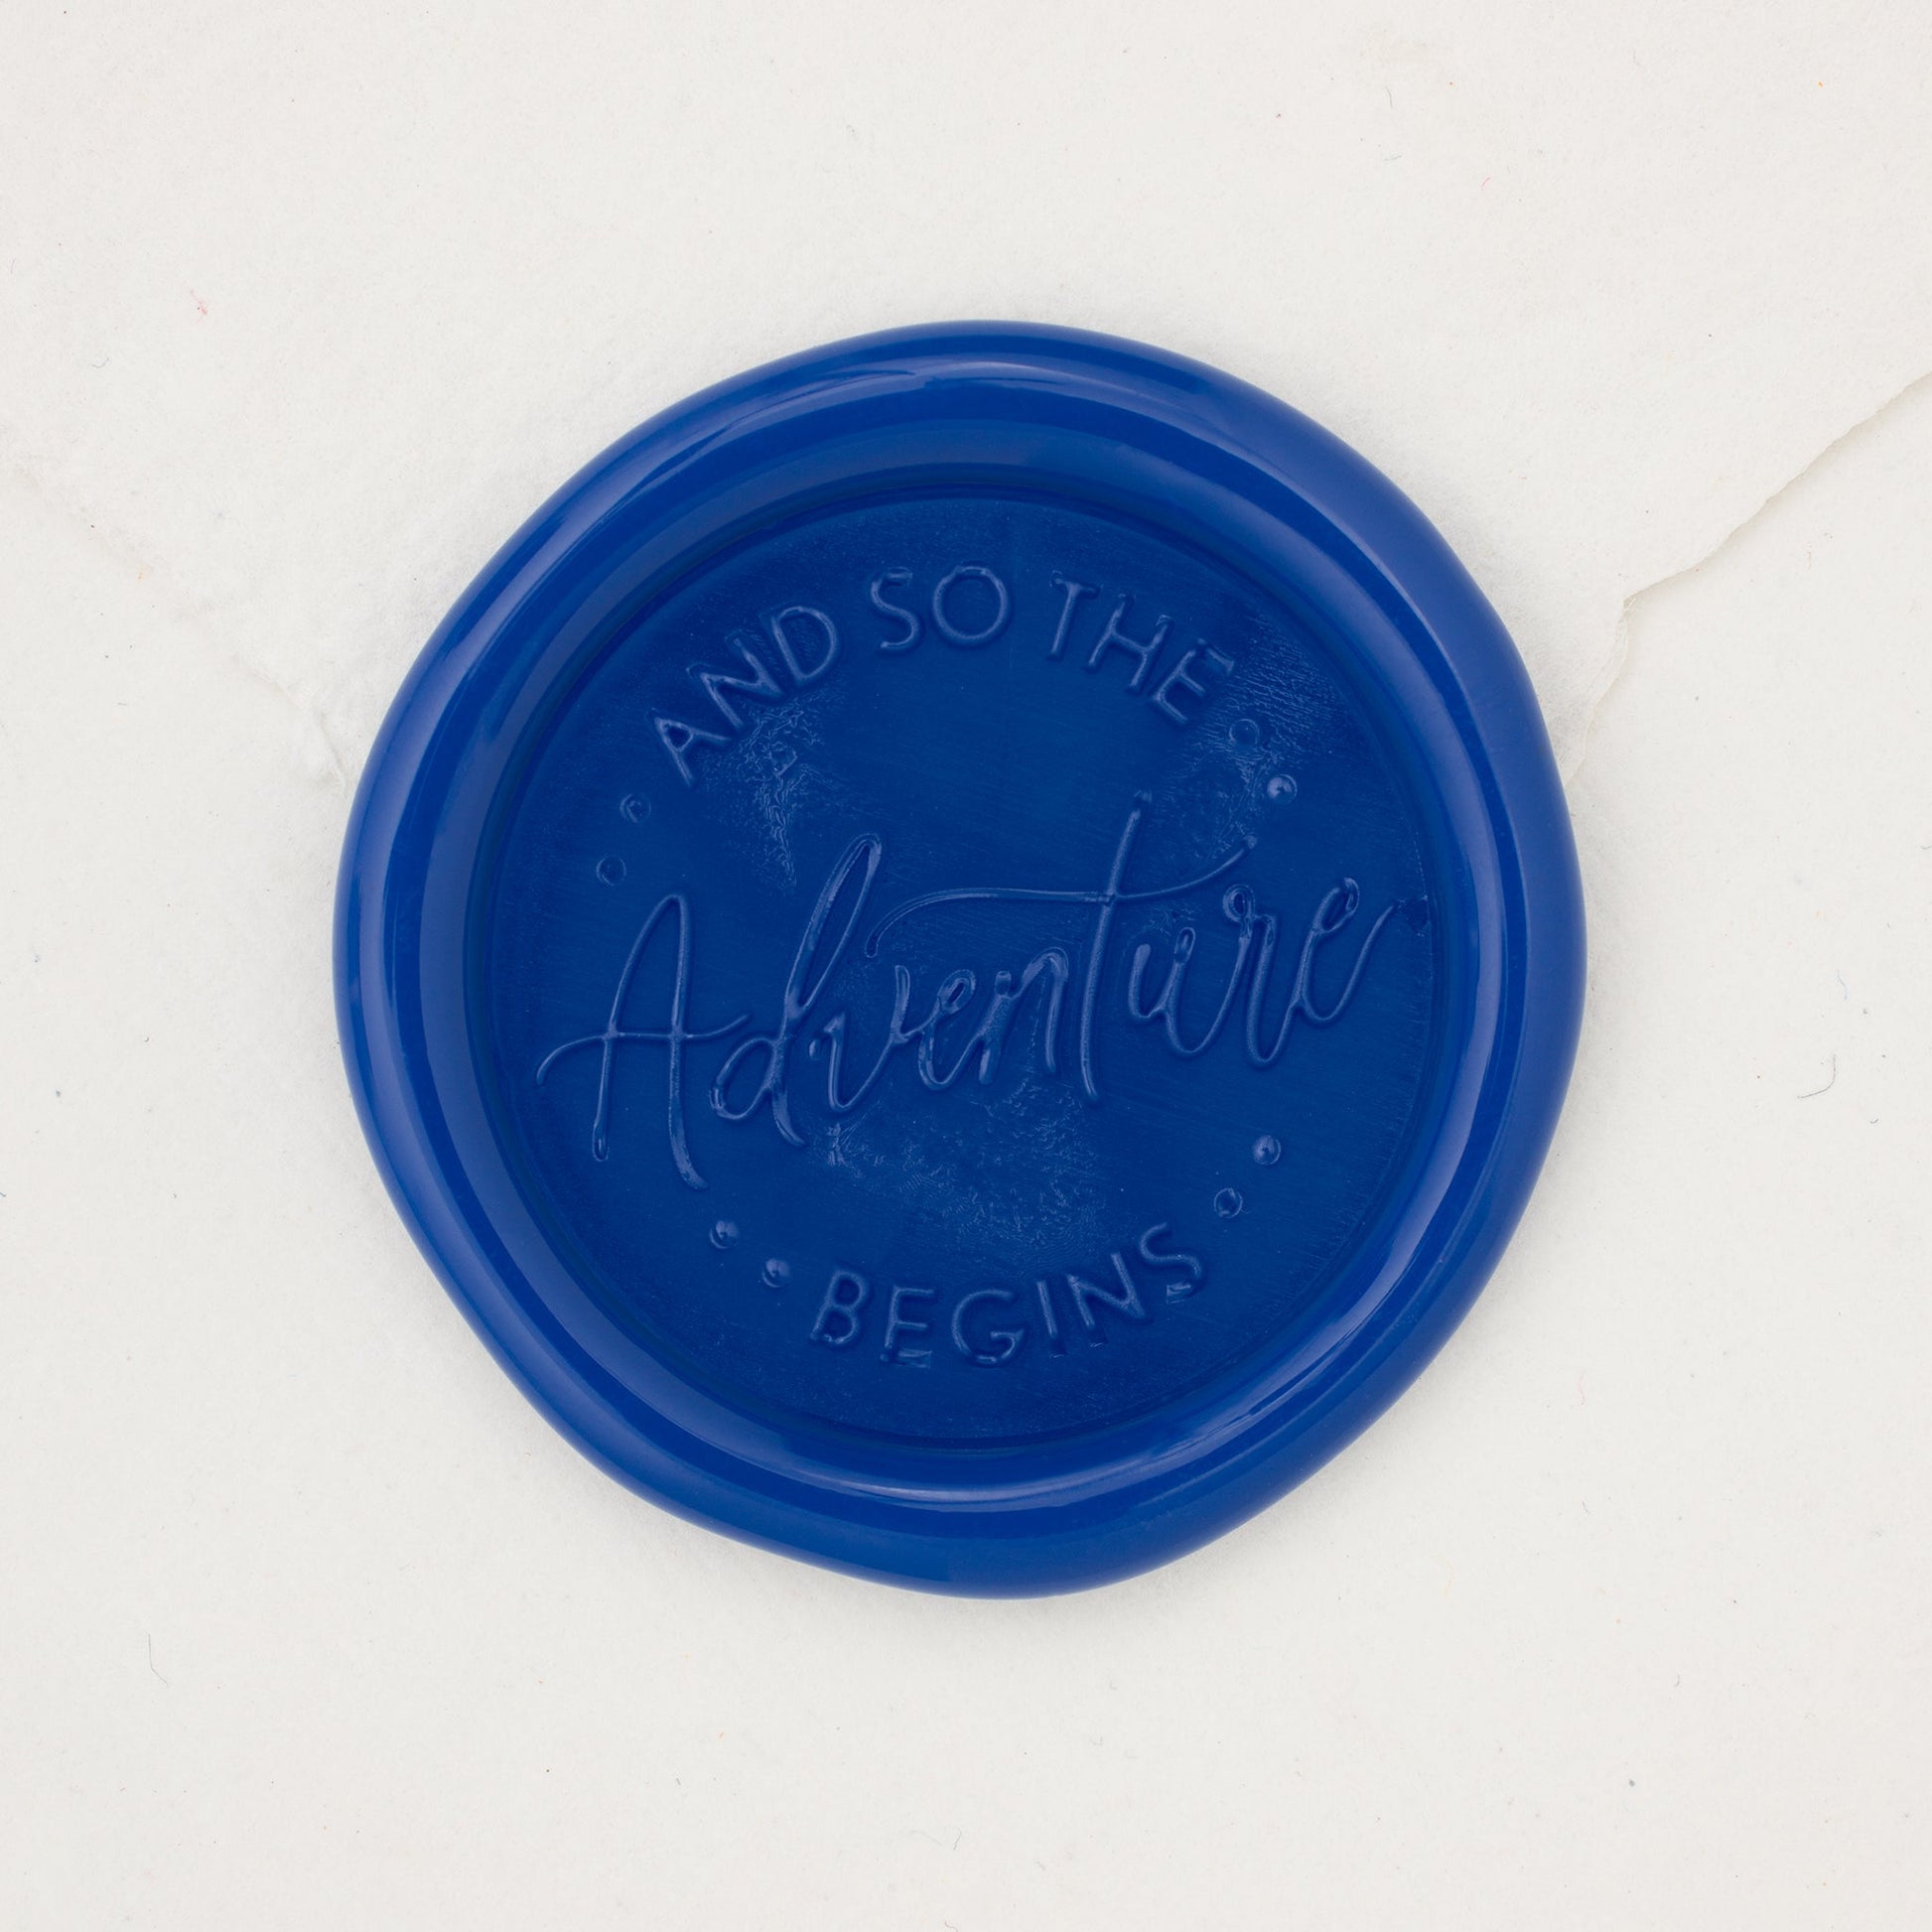 AND SO THE
Adventure
BEGINS